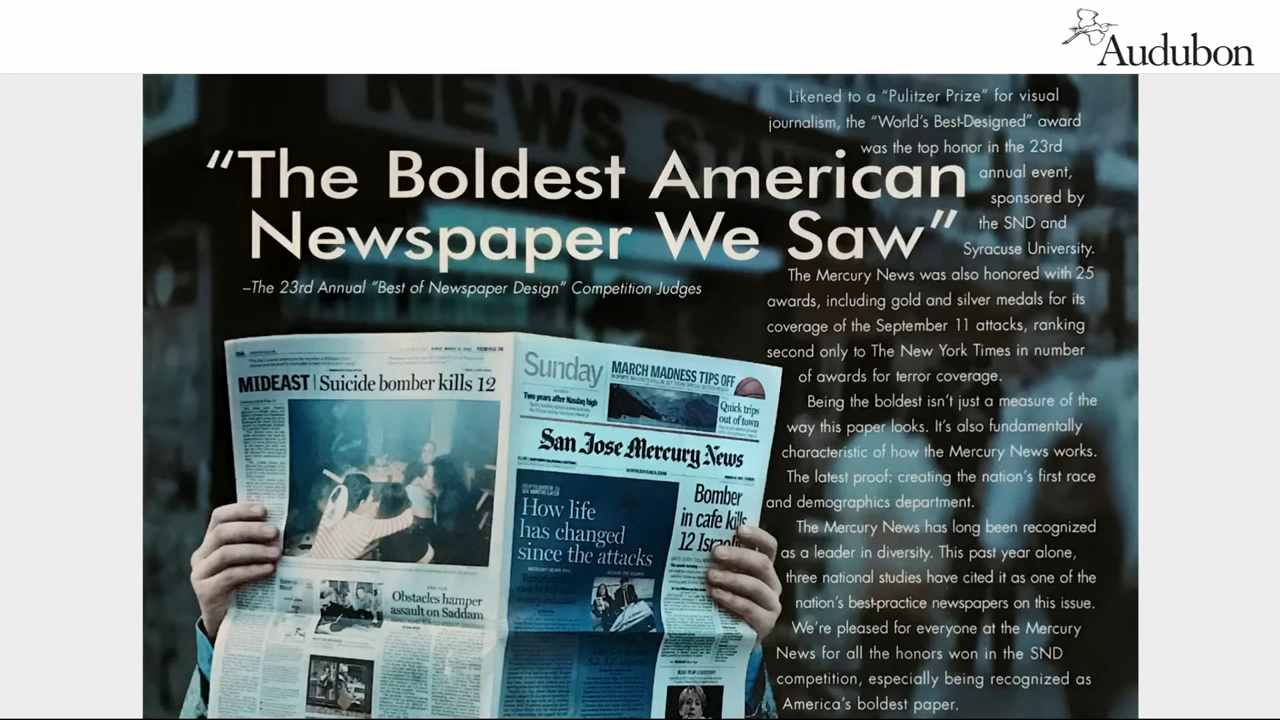 Audubon
NEWS STAND
"The Boldest American
Newspaper We Saw"
–The 23rd Annual "Best of Newspaper Design" Competition Judges
Likened to a "Pulitzer Prize" for visual
journalism, the "World's Best-Designed" award
was the top honor in the 23rd
annual event,
sponsored by
the SND and
Syracuse University.
The Mercury News was also honored with 25
awards, including gold and silver medals for its
coverage of the September 11 attacks, ranking
second only to The New York Times in number
of awards for terror coverage.
Being the boldest isn't just a measure of the
way this paper looks. It's also fundamentally
characteristic of how the Mercury News works.
The latest proof: creating the nation's first race
and demographics department.
The Mercury News has long been recognized
as a leader in diversity. This past year alone,
three national studies have cited it as one of the
nation's best-practice newspapers on this issue.
We're pleased for everyone at the Mercury
News for all the honors won in the SND
competition, especially being recognized as
America's boldest paper.
MIDEAST | Suicide bomber kills 12
Obstacles hamper
assault on Saddam
Sunday
MARCH MADNESS TIPS OFF
Two years after Nasdaq high
Quick trips
out of town
San Jose Mercury News
SEPTEMBER 11
SIX MONTHS LATER
How life
has changed
since the attacks
Bomber
in cafe kills
12 Israelis